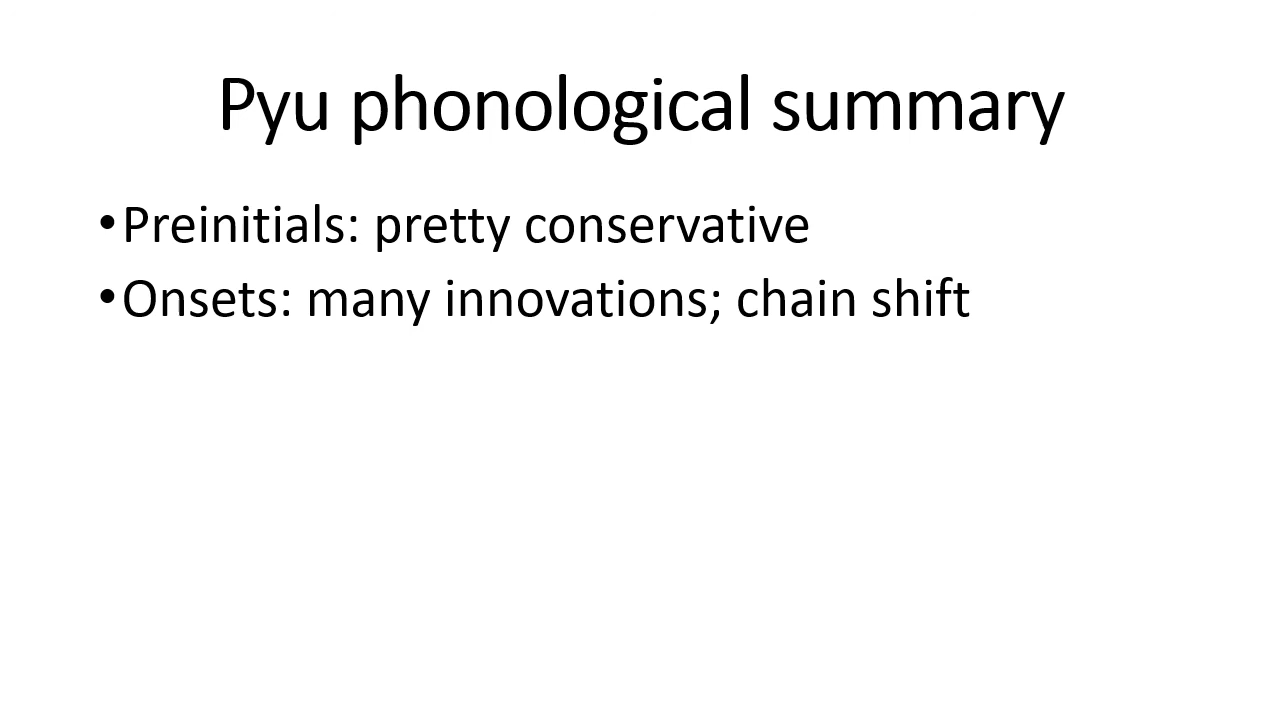 Pyu phonological summary
•Preinitials: pretty conservative
•Onsets: many innovations; chain shift